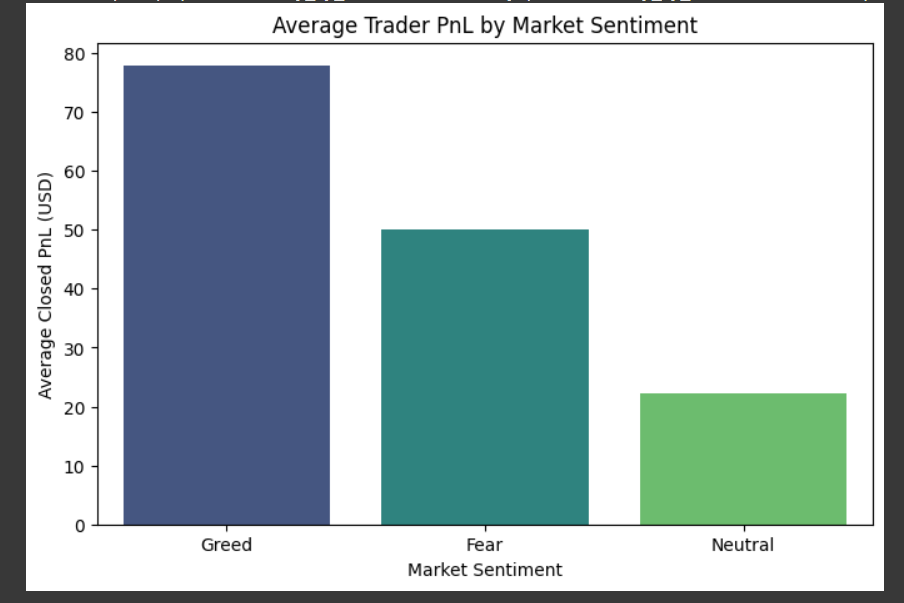 Average Trader PnL by Market Sentiment
80
70
60
50
40
30
20
10
0
Average Closed PnL (USD)
Greed Fear Neutral
Market Sentiment